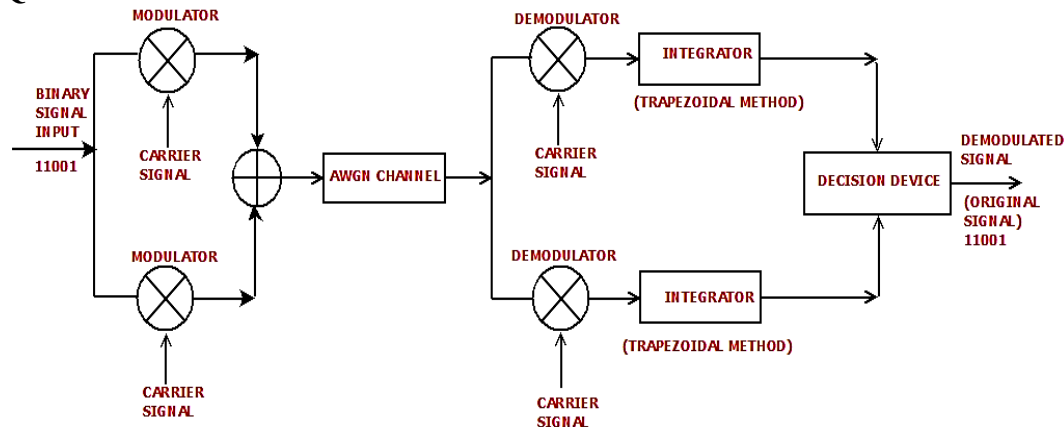 MODULATOR
BINARY
SIGNAL
INPUT
11001
CARRIER
SIGNAL
MODULATOR
CARRIER
SIGNAL
AWGN CHANNEL
DEMODULATOR
CARRIER
SIGNAL
INTEGRATOR
(TRAPEZOIDAL METHOD)
DEMODULATOR
CARRIER
SIGNAL
INTEGRATOR
(TRAPEZOIDAL METHOD)
DECISION DEVICE
DEMODULATED
SIGNAL
(ORIGINAL
SIGNAL)
11001